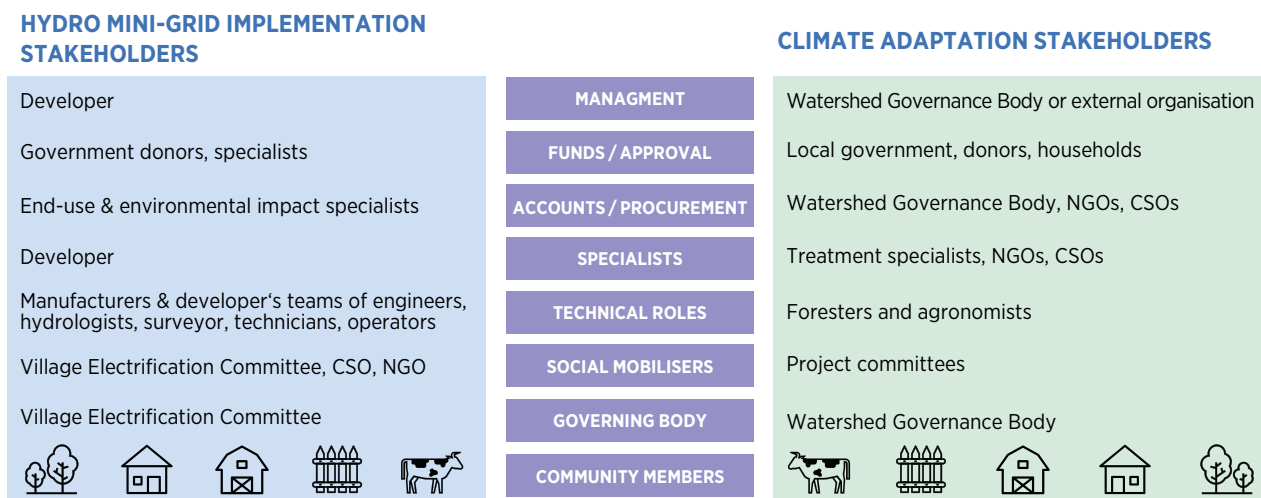 HYDRO MINI-GRID IMPLEMENTATION
STAKEHOLDERS
CLIMATE ADAPTATION STAKEHOLDERS
Developer
MANAGMENT
Watershed Governance Body or external organisation
Government donors, specialists
FUNDS / APPROVAL
Local government, donors, households
End-use & environmental impact specialists
ACCOUNTS / PROCUREMENT
Watershed Governance Body, NGOs, CSOs
Developer
SPECIALISTS
Treatment specialists, NGOs, CSOs
Manufacturers & developer‘s teams of engineers,
hydrologists, surveyor, technicians, operators
TECHNICAL ROLES
Foresters and agronomists
Village Electrification Committee, CSO, NGO
SOCIAL MOBILISERS
Project committees
Village Electrification Committee
GOVERNING BODY
Watershed Governance Body
COMMUNITY MEMBERS